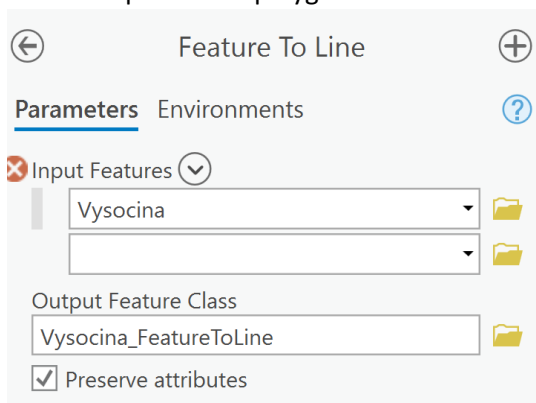 Feature To Line
Parameters Environments
Input Features
Vysocina
Output Feature Class
Vysocina_FeatureToLine
Preserve attributes